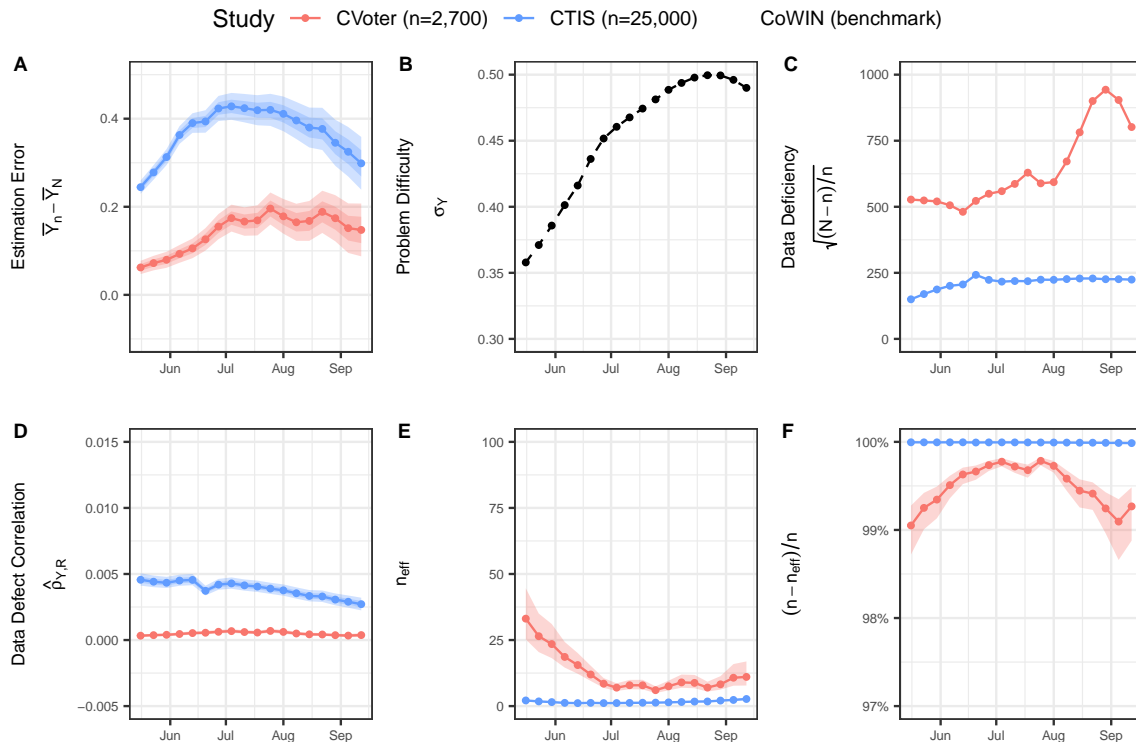 Study CVoter (n=2,700) CTIS (n=25,000) CoWIN (benchmark)
A
Estimation Error
Y̅n − Y̅N
0.4
0.2
0.0
Jun Jul Aug Sep
B
Problem Difficulty
σY
0.50
0.45
0.40
0.35
0.30
Jun Jul Aug Sep
C
Data Deficiency
√(N − n)/n
1000
750
500
250
0
Jun Jul Aug Sep
D
Data Defect Correlation
ρ̂Y,R
0.015
0.010
0.005
0.000
−0.005
Jun Jul Aug Sep
E
neff
100
75
50
25
0
Jun Jul Aug Sep
F
(n − neff)/n
100%
99%
98%
97%
Jun Jul Aug Sep